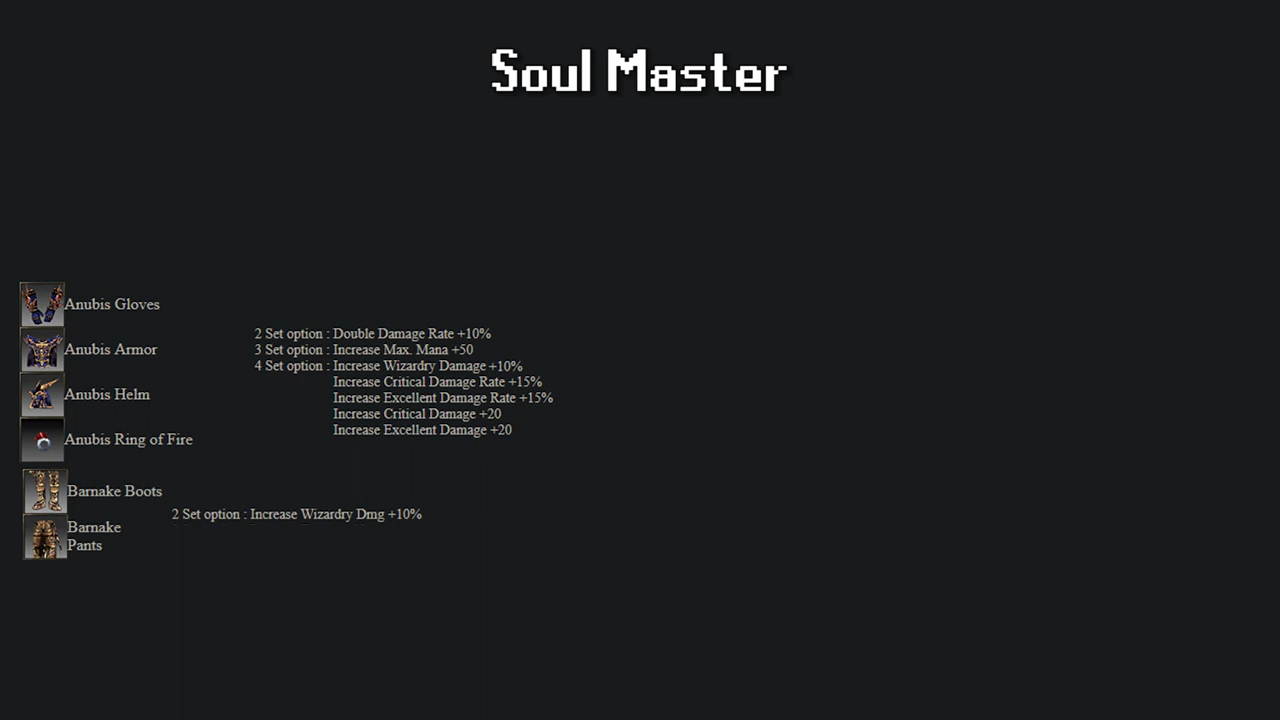 Soul Master
Anubis Gloves
Anubis Armor
Anubis Helm
Anubis Ring of Fire
2 Set option : Double Damage Rate +10%
3 Set option : Increase Max. Mana +50
4 Set option : Increase Wizardry Damage +10%
Increase Critical Damage Rate +15%
Increase Excellent Damage Rate +15%
Increase Critical Damage +20
Increase Excellent Damage +20
Barnake Boots
Barnake
Pants
2 Set option : Increase Wizardry Dmg +10%